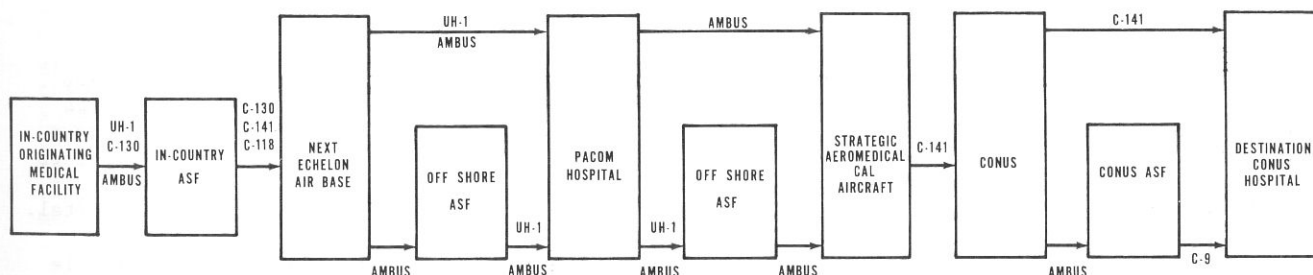 IN-COUNTRY
ORIGINATING
MEDICAL
FACILITY
UH-1
C-130
AMBUS
IN-COUNTRY
ASF
C-130
C-141
C-118
NEXT
ECHELON
AIR BASE
UH-1
AMBUS
AMBUS
OFF SHORE
ASF
UH-1
AMBUS
PACOM
HOSPITAL
AMBUS
UH-1
AMBUS
OFF SHORE
ASF
AMBUS
STRATEGIC
AEROMEDICAL
CAL
AIRCRAFT
C-141
CONUS
C-141
AMBUS
CONUS ASF
C-9
DESTINATION
CONUS
HOSPITAL
tal.